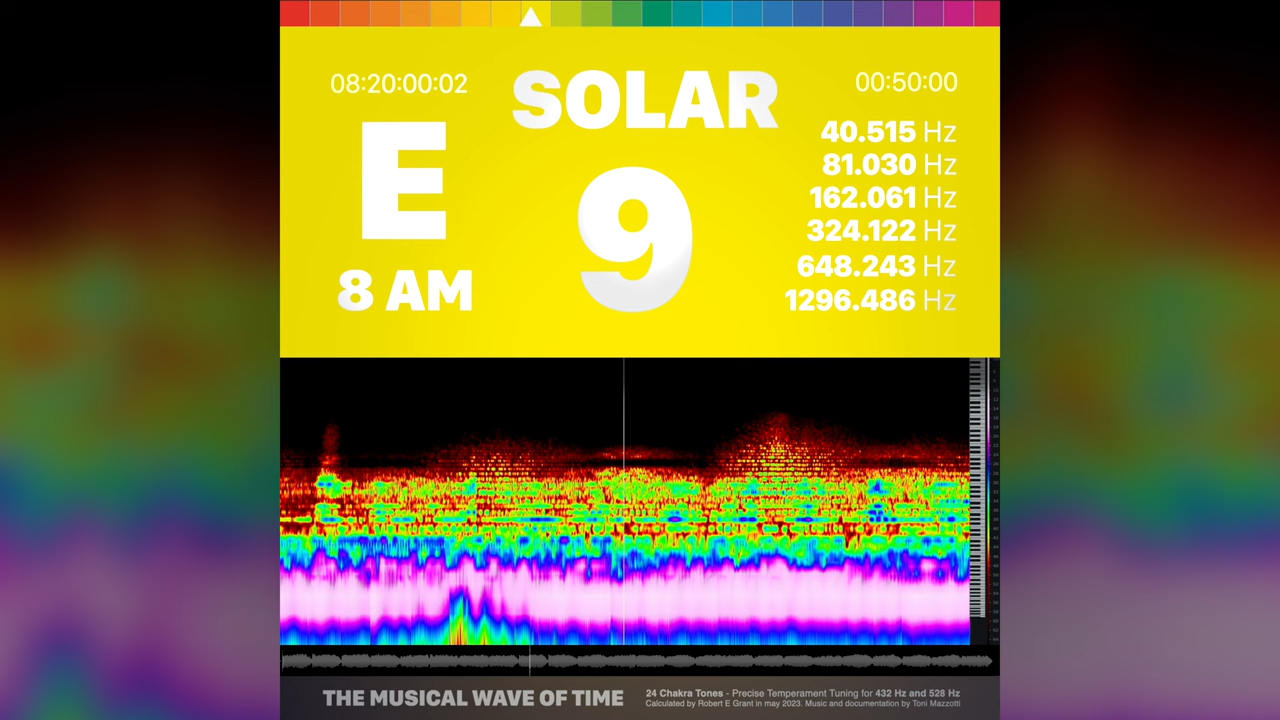 08:20:00:02
SOLAR
00:50:00
E
9
8 AM
40.515 Hz
81.030 Hz
162.061 Hz
324.122 Hz
648.243 Hz
1296.486 Hz
THE MUSICAL WAVE OF TIME
24 Chakra Tones - Precise Temperament Tuning for 432 Hz and 528 Hz
Calculated by Robert E Grant in may 2023. Music and documentation by Toni Mazzotti